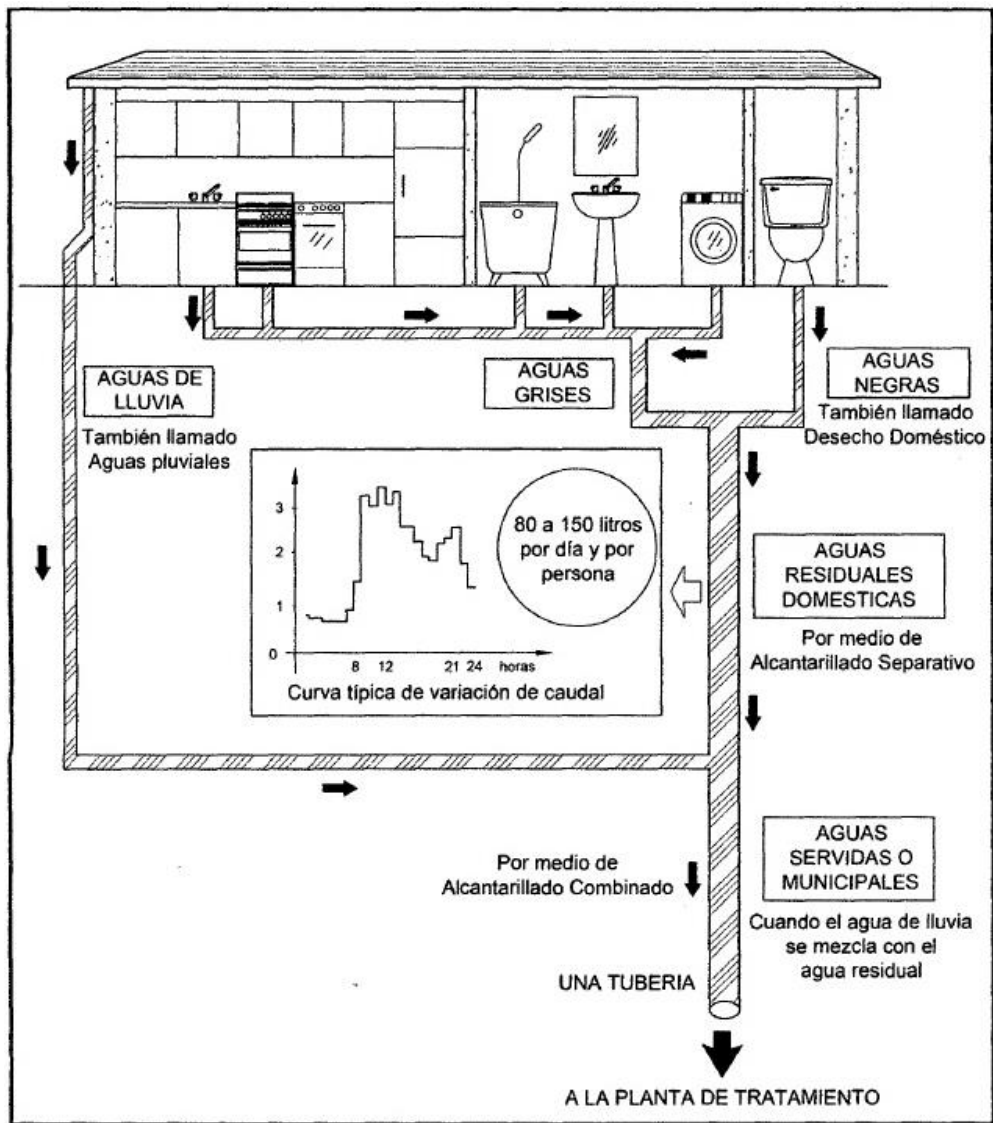 AGUAS DE
LLUVIA
También llamado
Aguas pluviales
AGUAS
GRISES
AGUAS
NEGRAS
También llamado
Desecho Doméstico
3
2
1
0
8 12 21 24 horas
Curva típica de variación de caudal
80 a 150 litros
por día y por
persona
AGUAS
RESIDUALES
DOMESTICAS
Por medio de
Alcantarillado Separativo
Por medio de
Alcantarillado Combinado
AGUAS
SERVIDAS O
MUNICIPALES
Cuando el agua de lluvia
se mezcla con el
agua residual
UNA TUBERIA
A LA PLANTA DE TRATAMIENTO